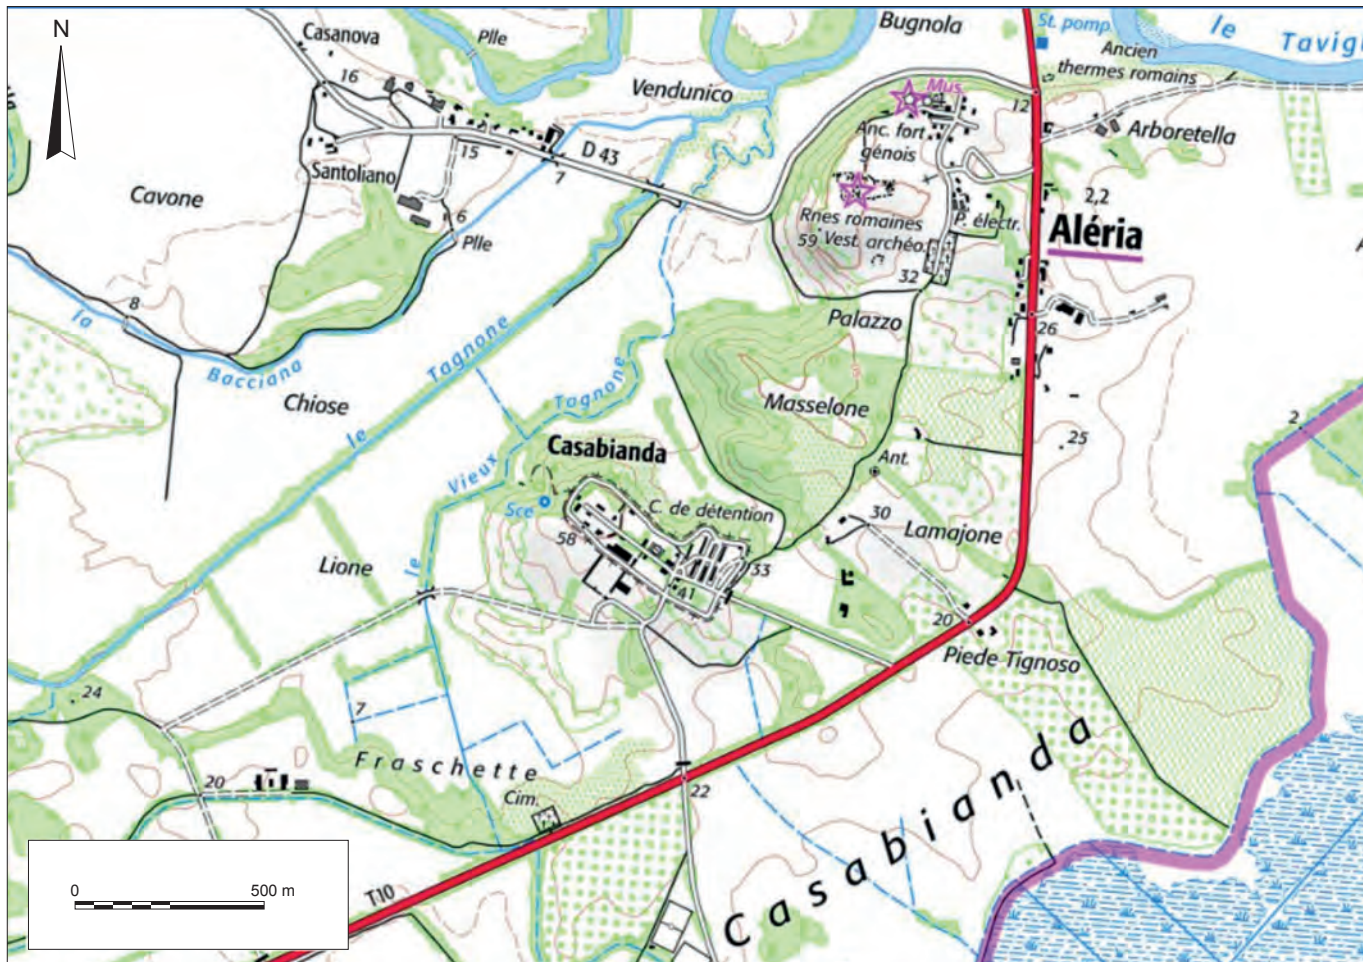 N
Casanova
Plle
Bugnola
St. pomp.
le Tavig
Ancien
thermes romains
16
Vendunico
Mus.
12
Anc. fort
génois
Arboretella
15
D 43
7
Santoliano
Cavone
6
Plle
2,2
P. électr.
Rnes romaines
59 Vest. archéo.
Aléria
32
8
la
Bacciana
Palazzo
26
Chiose
le Tagnone
le Vieux Tagnone
Masselone
2
25
Casabianda
Ant.
Sce
C. de détention
30
Lamajone
58
Lione
33
41
20
Piede Tignoso
24
7
Fraschette
20
22
Cim.
Casabianda
T10
0
500 m